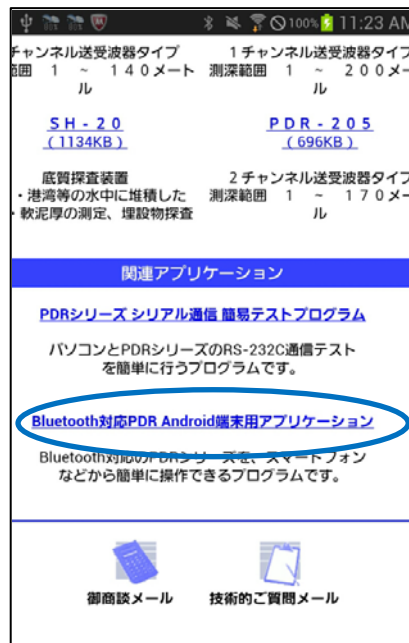 100% 11:23 AM
チャンネル送受波器タイプ
範囲 1 ~ 140メート
ル
1チャンネル送受波器タイプ
測深範囲 1 ~ 200メー
ル
SH-20
(1134KB)
PDR-205
(696KB)
底質探査装置
・港湾等の水中に堆積した
・軟泥厚の測定、埋設物探査
2チャンネル送受波器タイプ
測深範囲 1 ~ 170メー
ル
関連アプリケーション
PDRシリーズ シリアル通信 簡易テストプログラム
パソコンとPDRシリーズのRS-232C通信テスト
を簡単に行うプログラムです。
Bluetooth対応PDR Android端末用アプリケーション
Bluetooth対応のPDRシリーズを、スマートフォン
などから簡単に操作できるプログラムです。
御商談メール
技術的ご質問メール